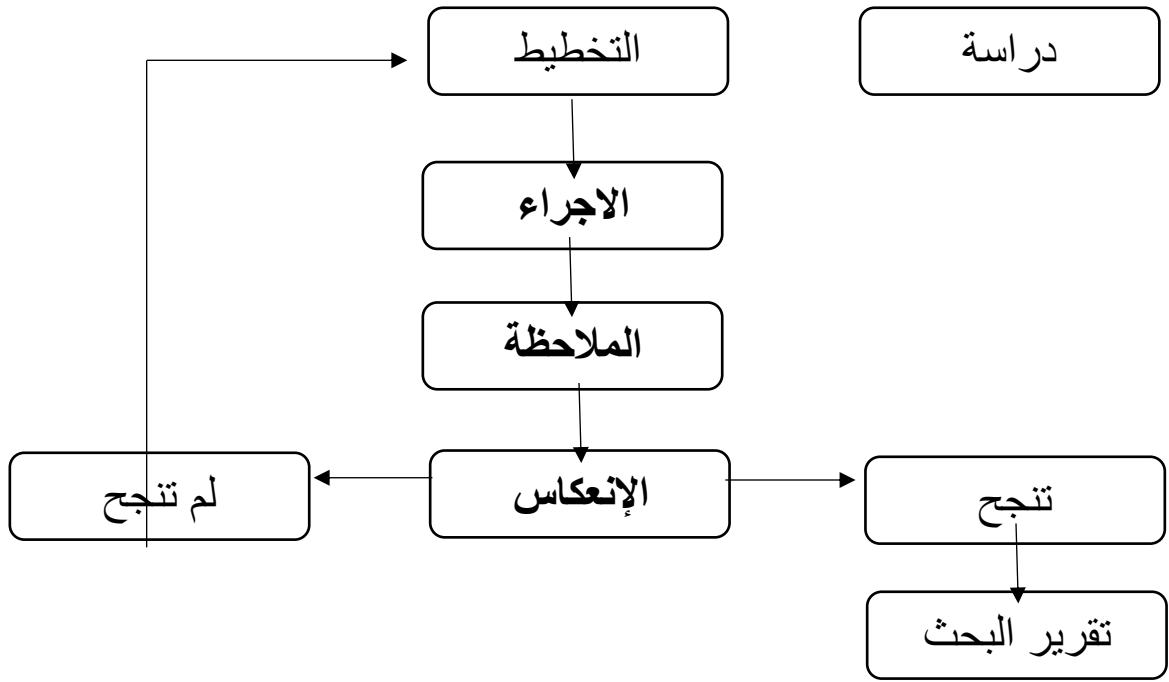 دراسة
التخطيط
الاجراء
الملاحظة
الإنعكاس
لم تنجح
تنجح
تقرير البحث